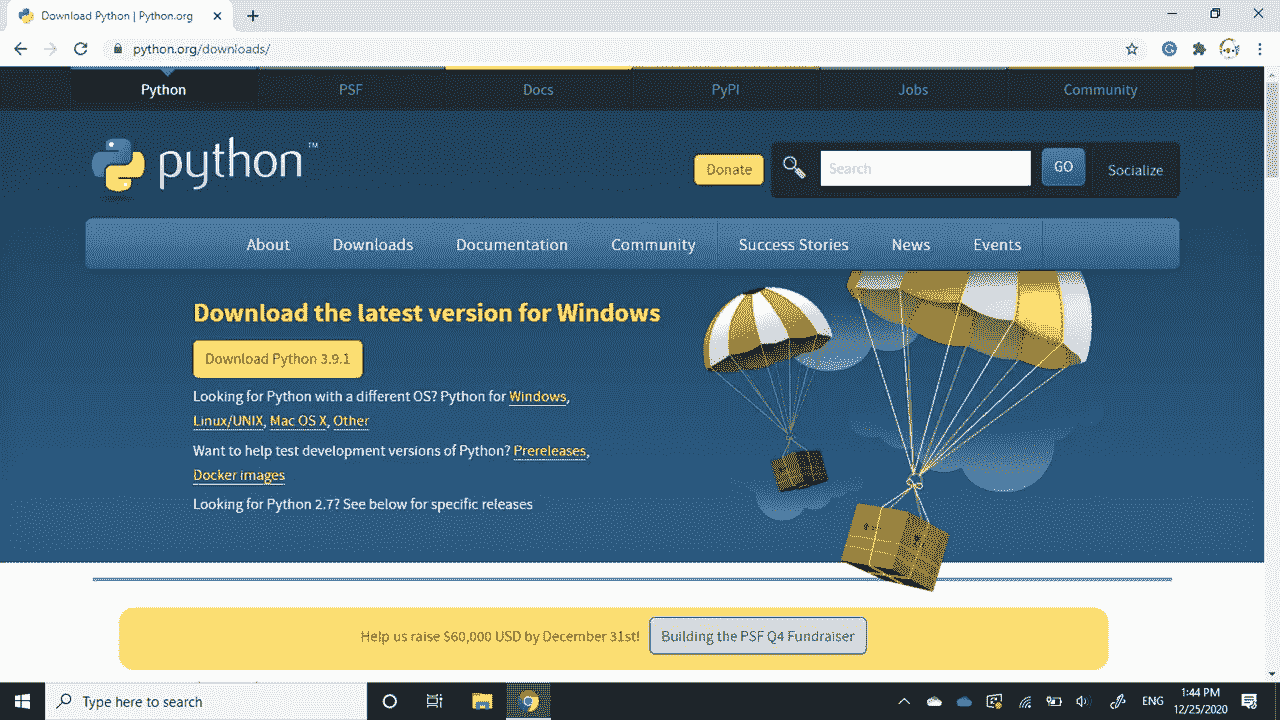 Download Python | Python.org
python.org/downloads/
Python PSF Docs PyPI Jobs Community
python™
Donate Search GO Socialize
About Downloads Documentation Community Success Stories News Events
Download the latest version for Windows
Download Python 3.9.1
Looking for Python with a different OS? Python for Windows,
Linux/UNIX, Mac OS X, Other
Want to help test development versions of Python? Prereleases,
Docker images
Looking for Python 2.7? See below for specific releases
Help us raise $60,000 USD by December 31st! Building the PSF Q4 Fundraiser
Type here to search
ENG
1:44 PM
12/25/2020